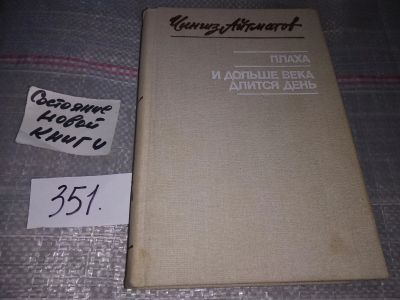 Чингиз Айтматов
ПЛАХА
И ДОЛЬШЕ ВЕКА
ДЛИТСЯ ДЕНЬ
Состояние
новой
книги
351.